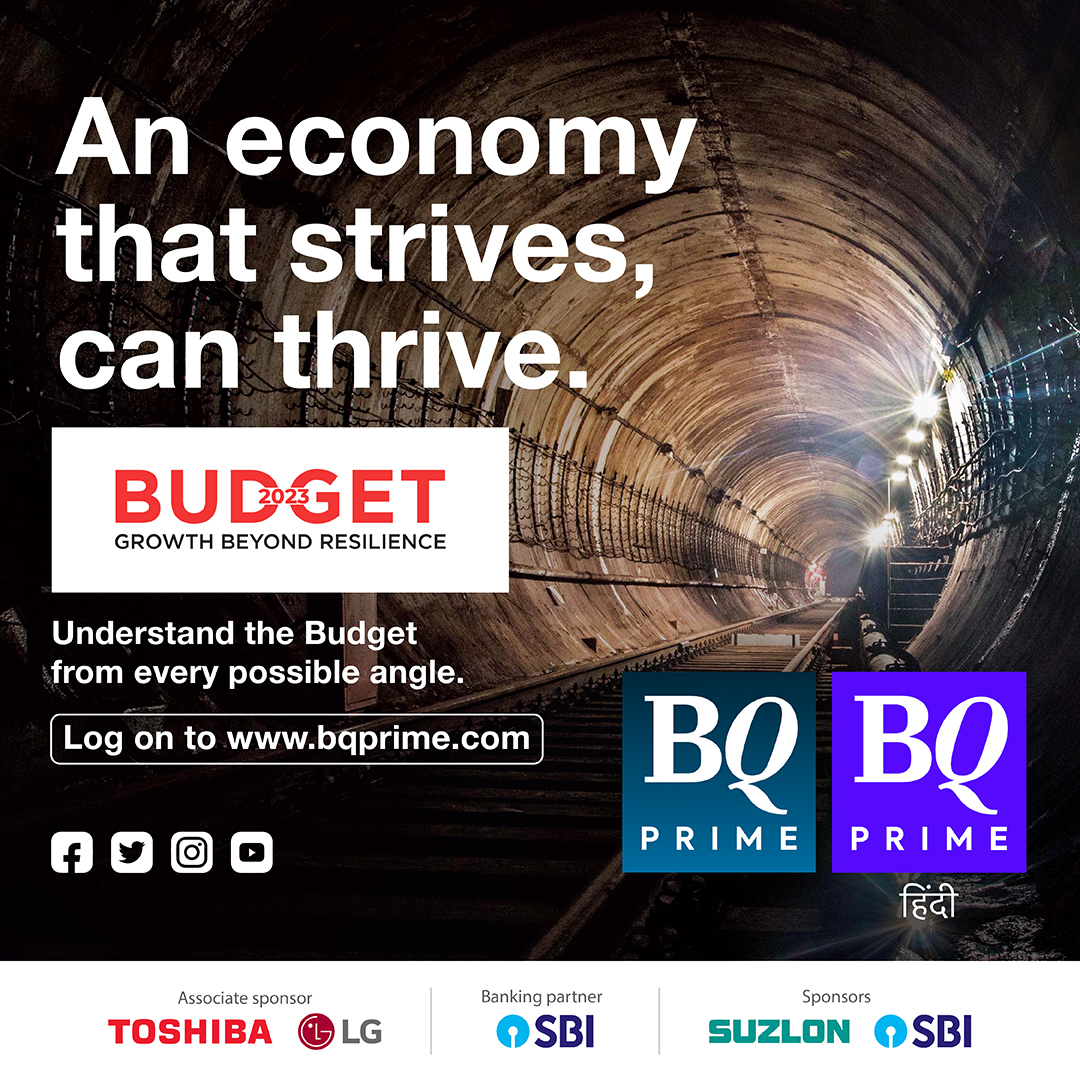 An economy
that strives,
can thrive.
BUDGET
2023
GROWTH BEYOND RESILIENCE
Understand the Budget
from every possible angle.
Log on to www.bqprime.com
BQ
PRIME
BQ
PRIME
हिंदी
Associate sponsor
TOSHIBA LG
Banking partner
SBI
Sponsors
SUZLON SBI